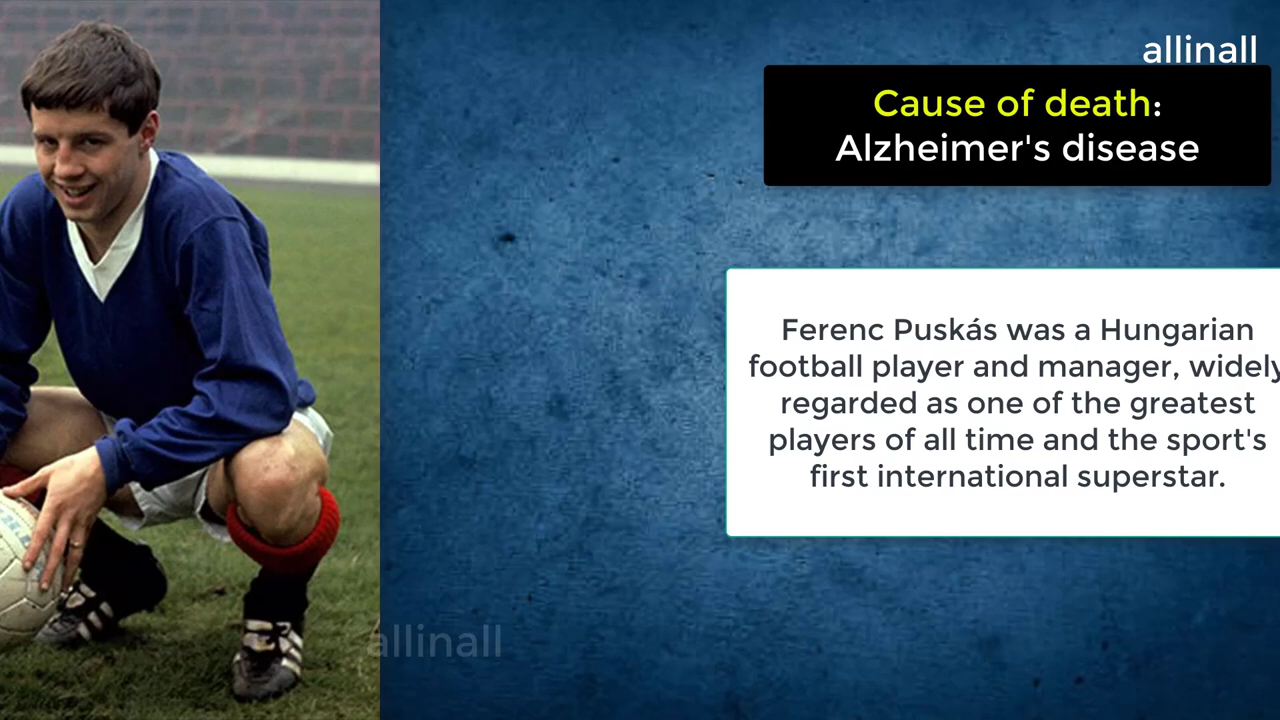 allinall
Cause of death:
Alzheimer's disease
Ferenc Puskás was a Hungarian
football player and manager, widely
regarded as one of the greatest
players of all time and the sport's
first international superstar.
allinall